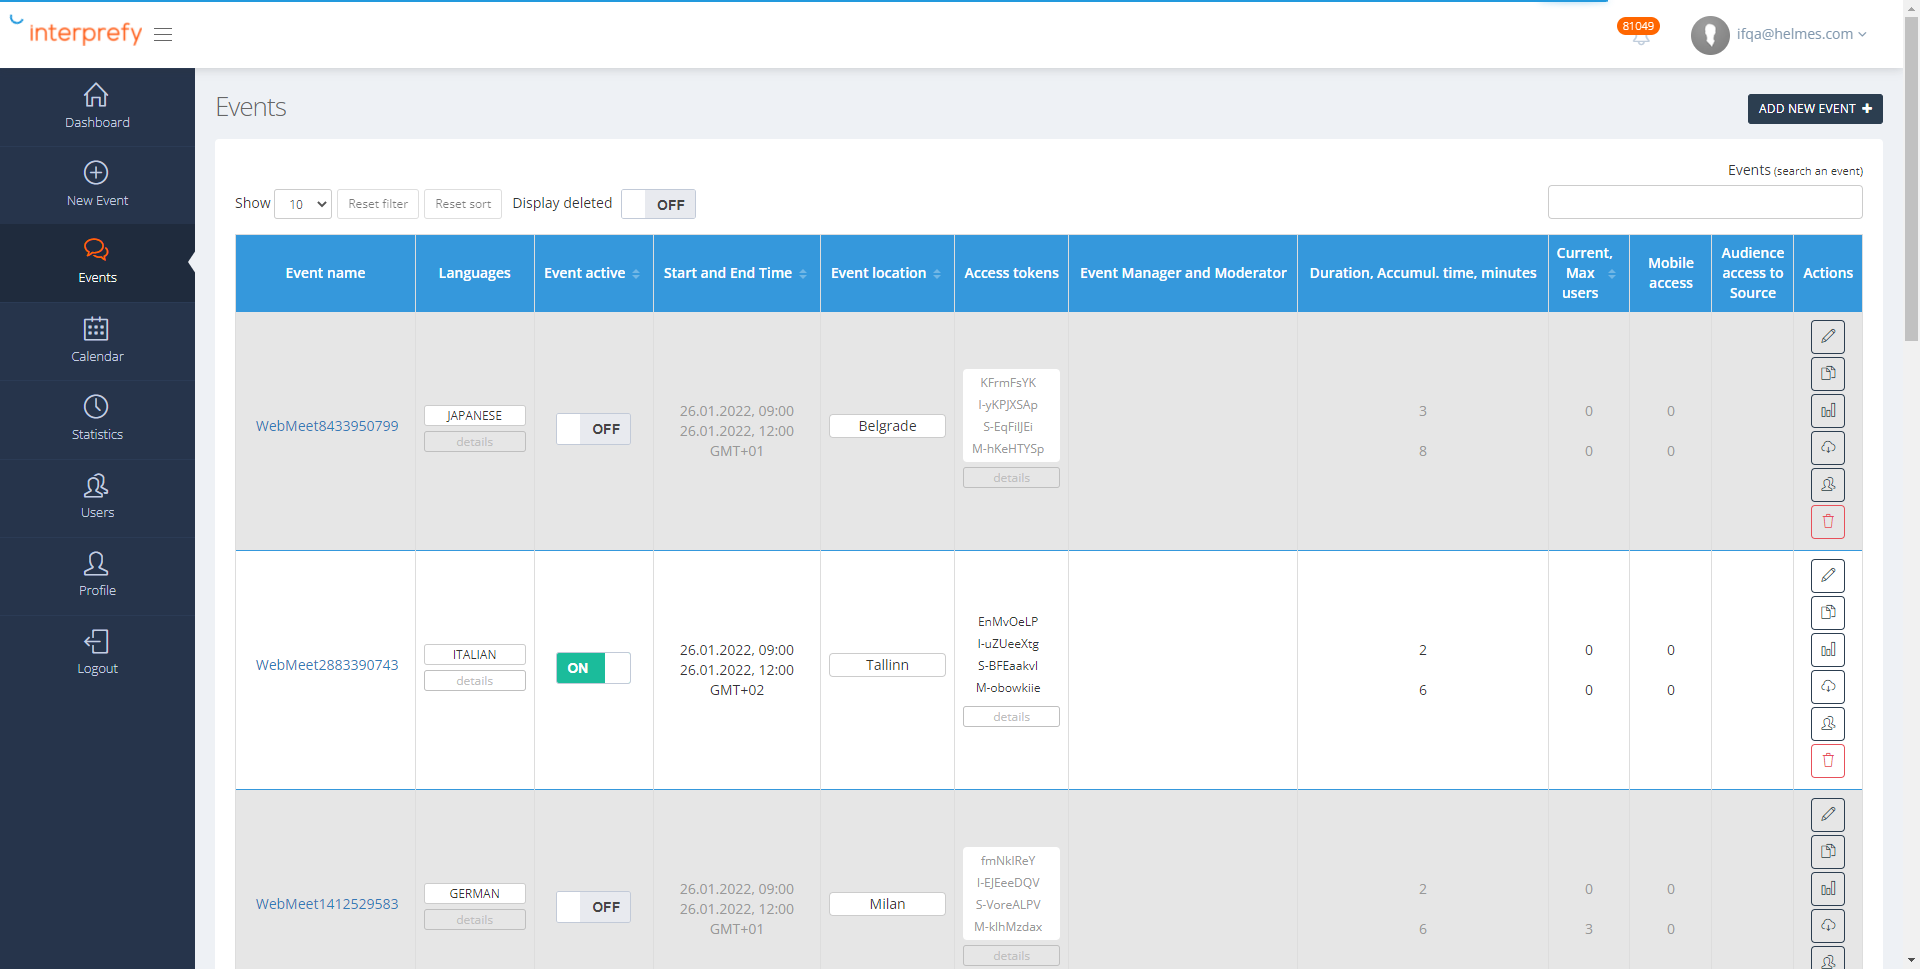 interprefy
81049
ifqa@helmes.com
Dashboard
New Event
Events
Calendar
Statistics
Users
Profile
Logout
Events
ADD NEW EVENT
Events (search an event)
Show 10 Reset filter Reset sort Display deleted OFF
Event name Languages Event active Start and End Time Event location Access tokens Event Manager and Moderator Duration, Accumul. time, minutes Current, Max users Mobile access Audience access to Source Actions
WebMeet8433950799
JAPANESE
details
OFF
26.01.2022, 09:00
26.01.2022, 12:00
GMT+01
Belgrade
KFrmFsYK
I-yKPJXSAp
S-EqFiIJEi
M-hKeHTYSp
details
3
8
0
0
0
0
WebMeet2883390743
ITALIAN
details
ON
26.01.2022, 09:00
26.01.2022, 12:00
GMT+02
Tallinn
EnMvOeLP
I-uZUeeXtg
S-BFEaakvI
M-obowkiie
details
2
6
0
0
0
0
WebMeet1412529583
GERMAN
details
OFF
26.01.2022, 09:00
26.01.2022, 12:00
GMT+01
Milan
fmNkIReY
I-EJEeeDQV
S-VoreALPV
M-klhMzdax
details
2
6
0
3
0
0